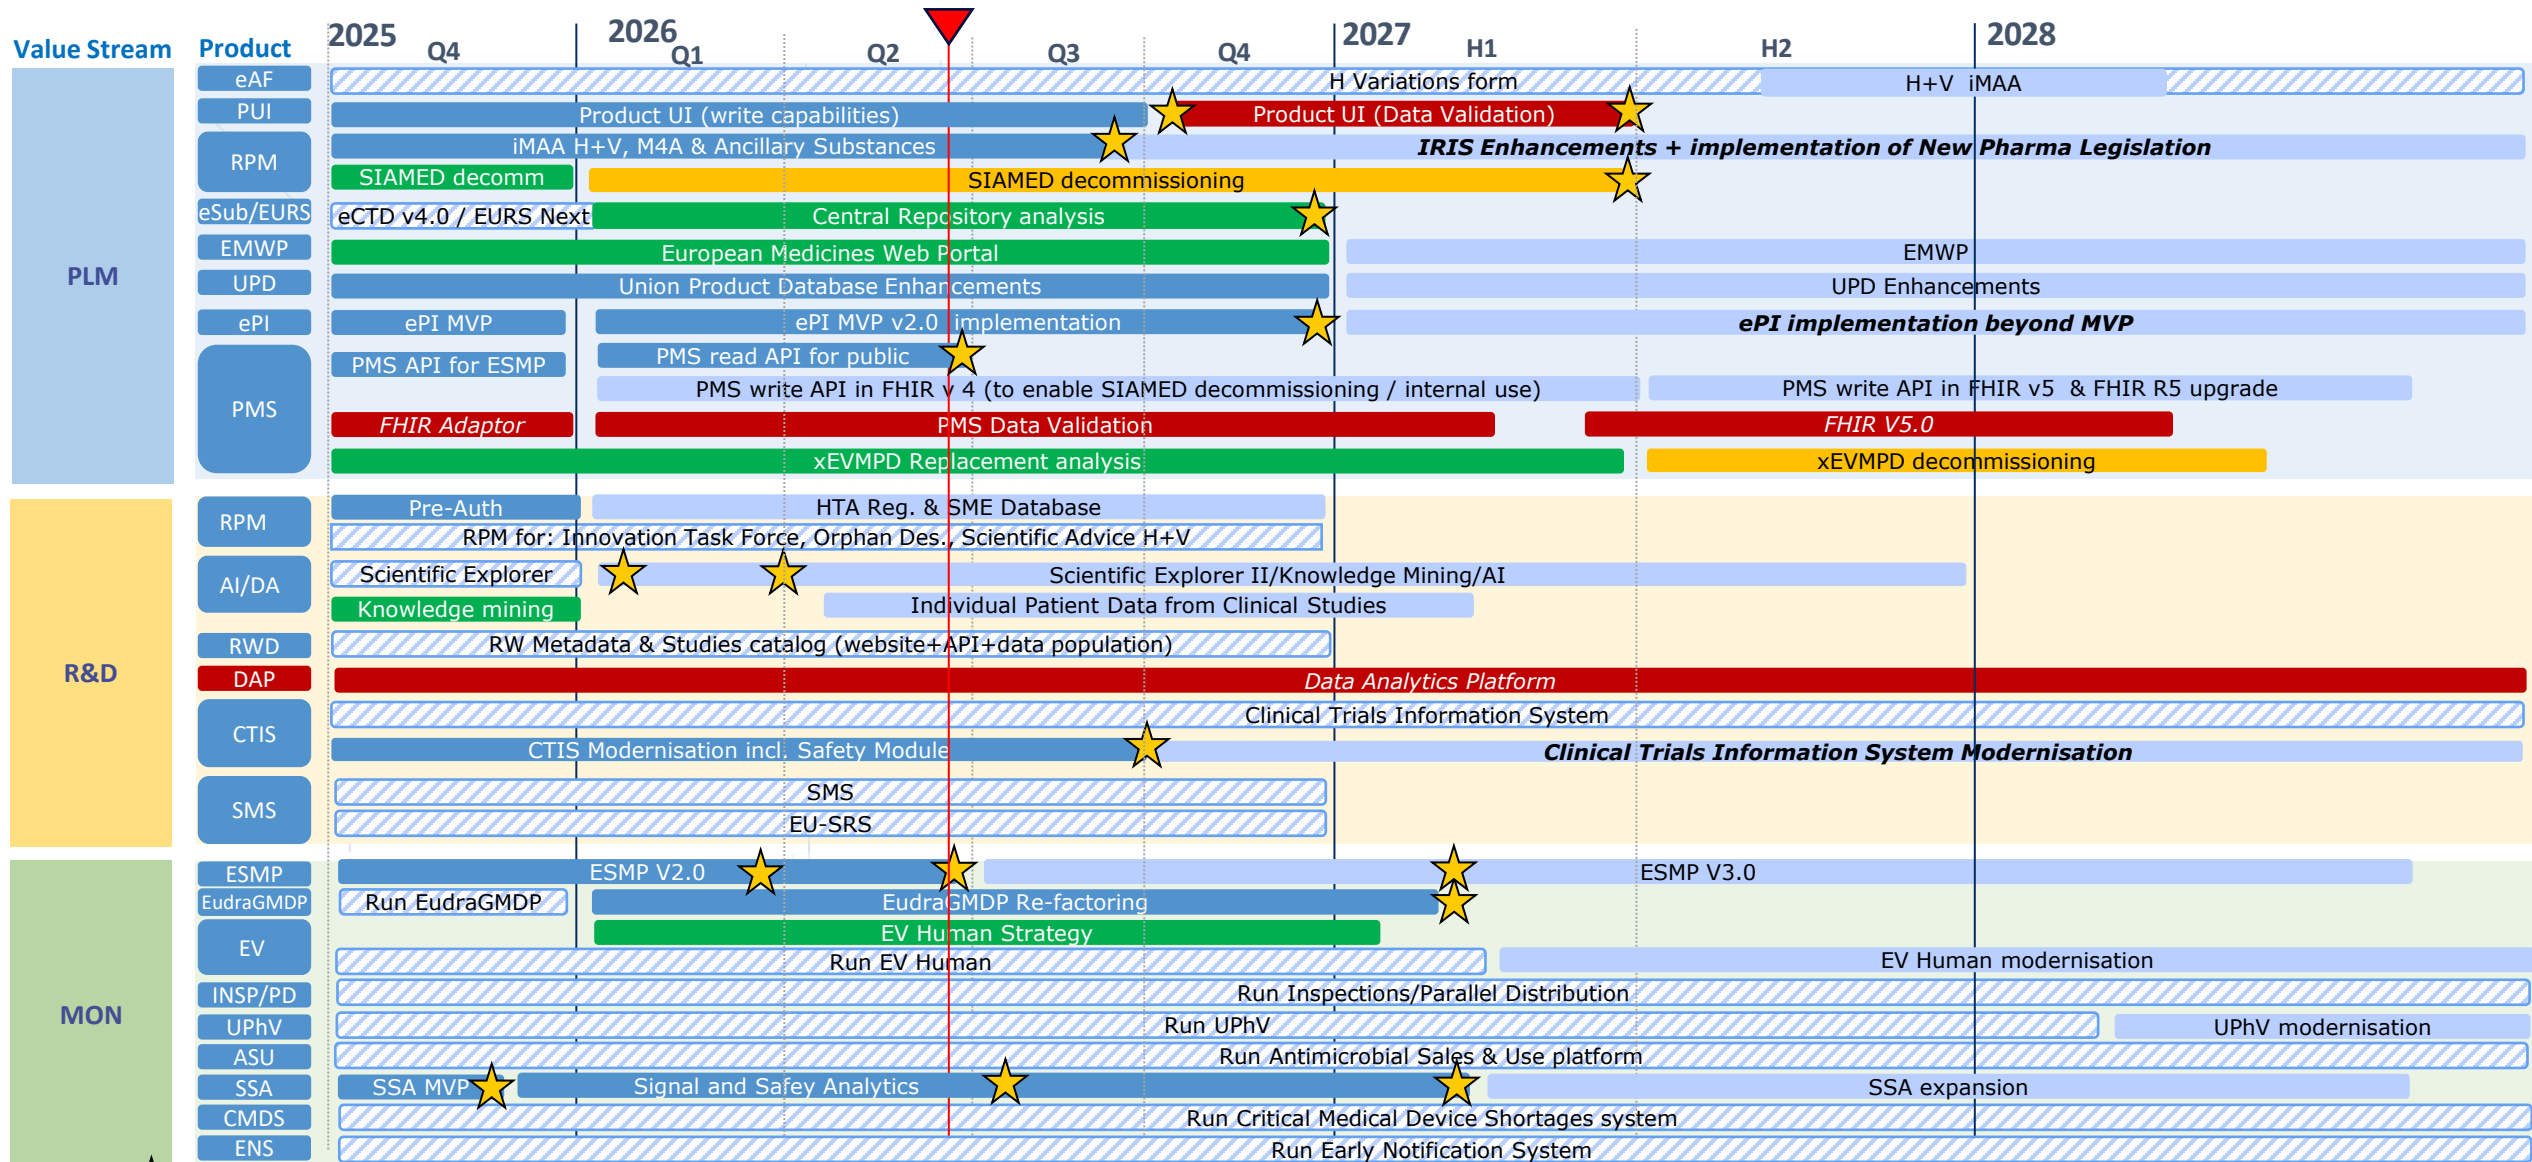 Value Stream
Product
2025
Q4
2026
Q1
Q2
Q3
Q4
2027
H1
H2
2028
PLM
eAF
H Variations form
H+V iMAA
PUI
Product UI (write capabilities)
Product UI (Data Validation)
RPM
iMAA H+V, M4A & Ancillary Substances
IRIS Enhancements + implementation of New Pharma Legislation
SIAMED decomm
SIAMED decommissioning
eSub/EURS
eCTD v4.0 / EURS Next
Central Repository analysis
EMWP
European Medicines Web Portal
EMWP
UPD
Union Product Database Enhancements
UPD Enhancements
ePI
ePI MVP
ePI MVP v2.0 implementation
ePI implementation beyond MVP
PMS
PMS API for ESMP
PMS read API for public
PMS write API in FHIR v 4 (to enable SIAMED decommissioning / internal use)
PMS write API in FHIR v5 & FHIR R5 upgrade
FHIR Adaptor
PMS Data Validation
FHIR V5.0
xEVMPD Replacement analysis
xEVMPD decommissioning
R&D
RPM
Pre-Auth
HTA Reg. & SME Database
RPM for: Innovation Task Force, Orphan Des., Scientific Advice H+V
AI/DA
Scientific Explorer
Scientific Explorer II/Knowledge Mining/AI
Knowledge mining
Individual Patient Data from Clinical Studies
RWD
RW Metadata & Studies catalog (website+API+data population)
DAP
Data Analytics Platform
CTIS
Clinical Trials Information System
CTIS Modernisation incl. Safety Module
Clinical Trials Information System Modernisation
SMS
SMS
EU-SRS
MON
ESMP
ESMP V2.0
ESMP V3.0
EudraGMDP
Run EudraGMDP
EudraGMDP Re-factoring
EV
EV Human Strategy
Run EV Human
EV Human modernisation
INSP/PD
Run Inspections/Parallel Distribution
UPhV
Run UPhV
UPhV modernisation
ASU
Run Antimicrobial Sales & Use platform
SSA
SSA MVP
Signal and Safey Analytics
SSA expansion
CMDS
Run Critical Medical Device Shortages system
ENS
Run Early Notification System